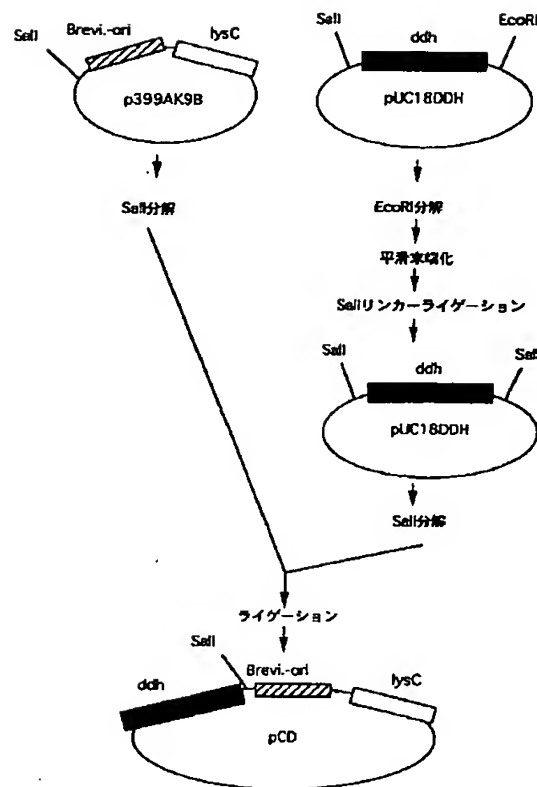 SalI
Brevi.-ori
lysC
p399AK9B
SalI分解
SalI
ddh
EcoRI
pUC18DDH
EcoRI分解
平滑末端化
SalIリンカーライゲーション
SalI
ddh
SalI
pUC18DDH
SalI分解
ライゲーション
SalI
ddh
Brevi.-ori
lysC
pCD